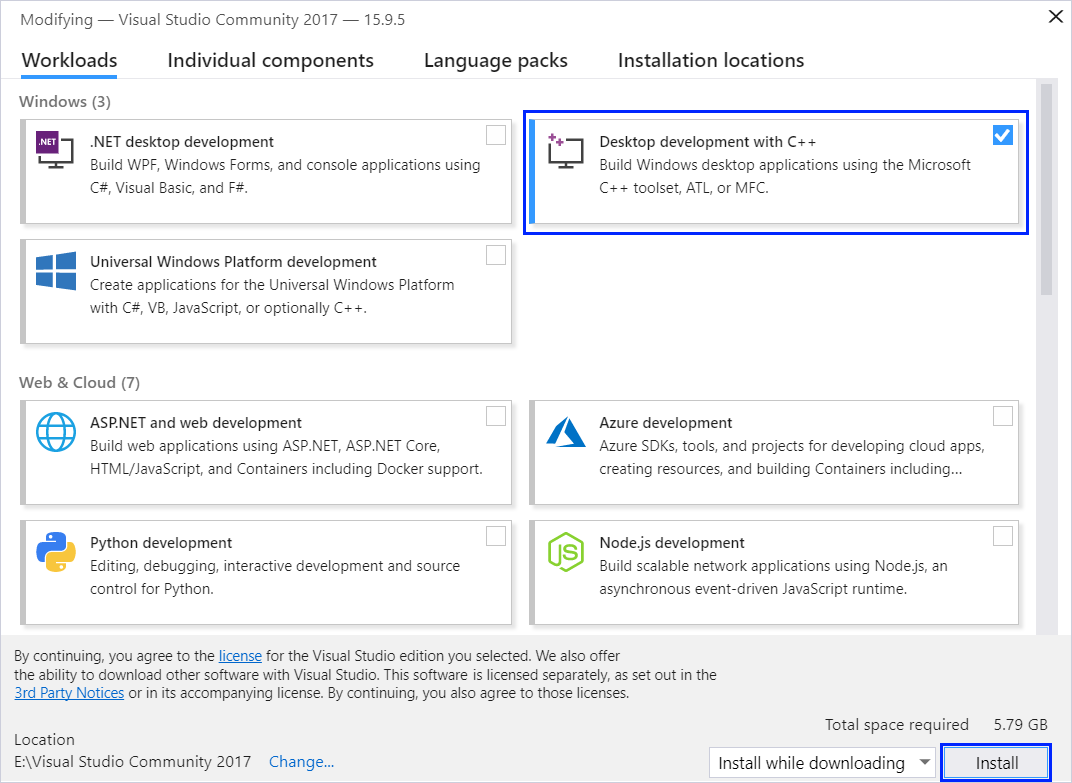 Modifying — Visual Studio Community 2017 — 15.9.5
Workloads Individual components Language packs Installation locations
Windows (3)
.NET
.NET desktop development
Build WPF, Windows Forms, and console applications using
C#, Visual Basic, and F#.
Desktop development with C++
Build Windows desktop applications using the Microsoft
C++ toolset, ATL, or MFC.
Universal Windows Platform development
Create applications for the Universal Windows Platform
with C#, VB, JavaScript, or optionally C++.
Web & Cloud (7)
ASP.NET and web development
Build web applications using ASP.NET, ASP.NET Core,
HTML/JavaScript, and Containers including Docker support.
Azure development
Azure SDKs, tools, and projects for developing cloud apps,
creating resources, and building Containers including...
Python development
Editing, debugging, interactive development and source
control for Python.
JS
Node.js development
Build scalable network applications using Node.js, an
asynchronous event-driven JavaScript runtime.
By continuing, you agree to the license for the Visual Studio edition you selected. We also offer
the ability to download other software with Visual Studio. This software is licensed separately, as set out in the
3rd Party Notices or in its accompanying license. By continuing, you also agree to those licenses.
Total space required 5.79 GB
Location
E:\Visual Studio Community 2017 Change...
Install while downloading Install